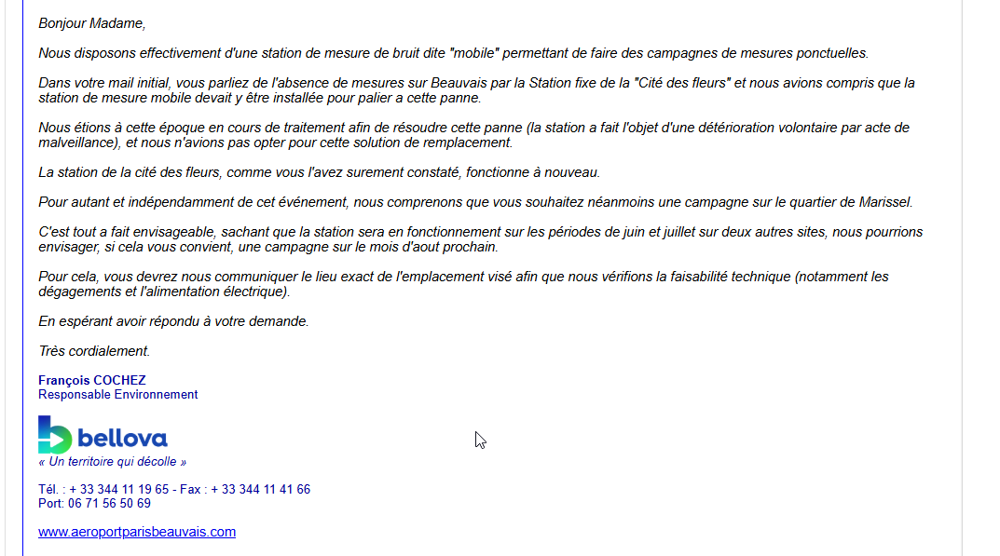 Bonjour Madame,
Nous disposons effectivement d'une station de mesure de bruit dite "mobile" permettant de faire des campagnes de mesures ponctuelles.
Dans votre mail initial, vous parliez de l'absence de mesures sur Beauvais par la Station fixe de la "Cité des fleurs" et nous avions compris que la
station de mesure mobile devait y être installée pour palier a cette panne.
Nous étions à cette époque en cours de traitement afin de résoudre cette panne (la station a fait l'objet d'une détérioration volontaire par acte de
malveillance), et nous n'avions pas opter pour cette solution de remplacement.
La station de la cité des fleurs, comme vous l'avez surement constaté, fonctionne à nouveau.
Pour autant et indépendamment de cet événement, nous comprenons que vous souhaitez néanmoins une campagne sur le quartier de Marissel.
C'est tout a fait envisageable, sachant que la station sera en fonctionnement sur les périodes de juin et juillet sur deux autres sites, nous pourrions
envisager, si cela vous convient, une campagne sur le mois d'aout prochain.
Pour cela, vous devrez nous communiquer le lieu exact de l'emplacement visé afin que nous vérifions la faisabilité technique (notamment les
dégagements et l'alimentation électrique).
En espérant avoir répondu à votre demande.
Très cordialement.
François COCHEZ
Responsable Environnement
bellova
« Un territoire qui décolle »
Tél. : + 33 344 11 19 65 - Fax : + 33 344 11 41 66
Port: 06 71 56 50 69
www.aeroportparisbeauvais.com